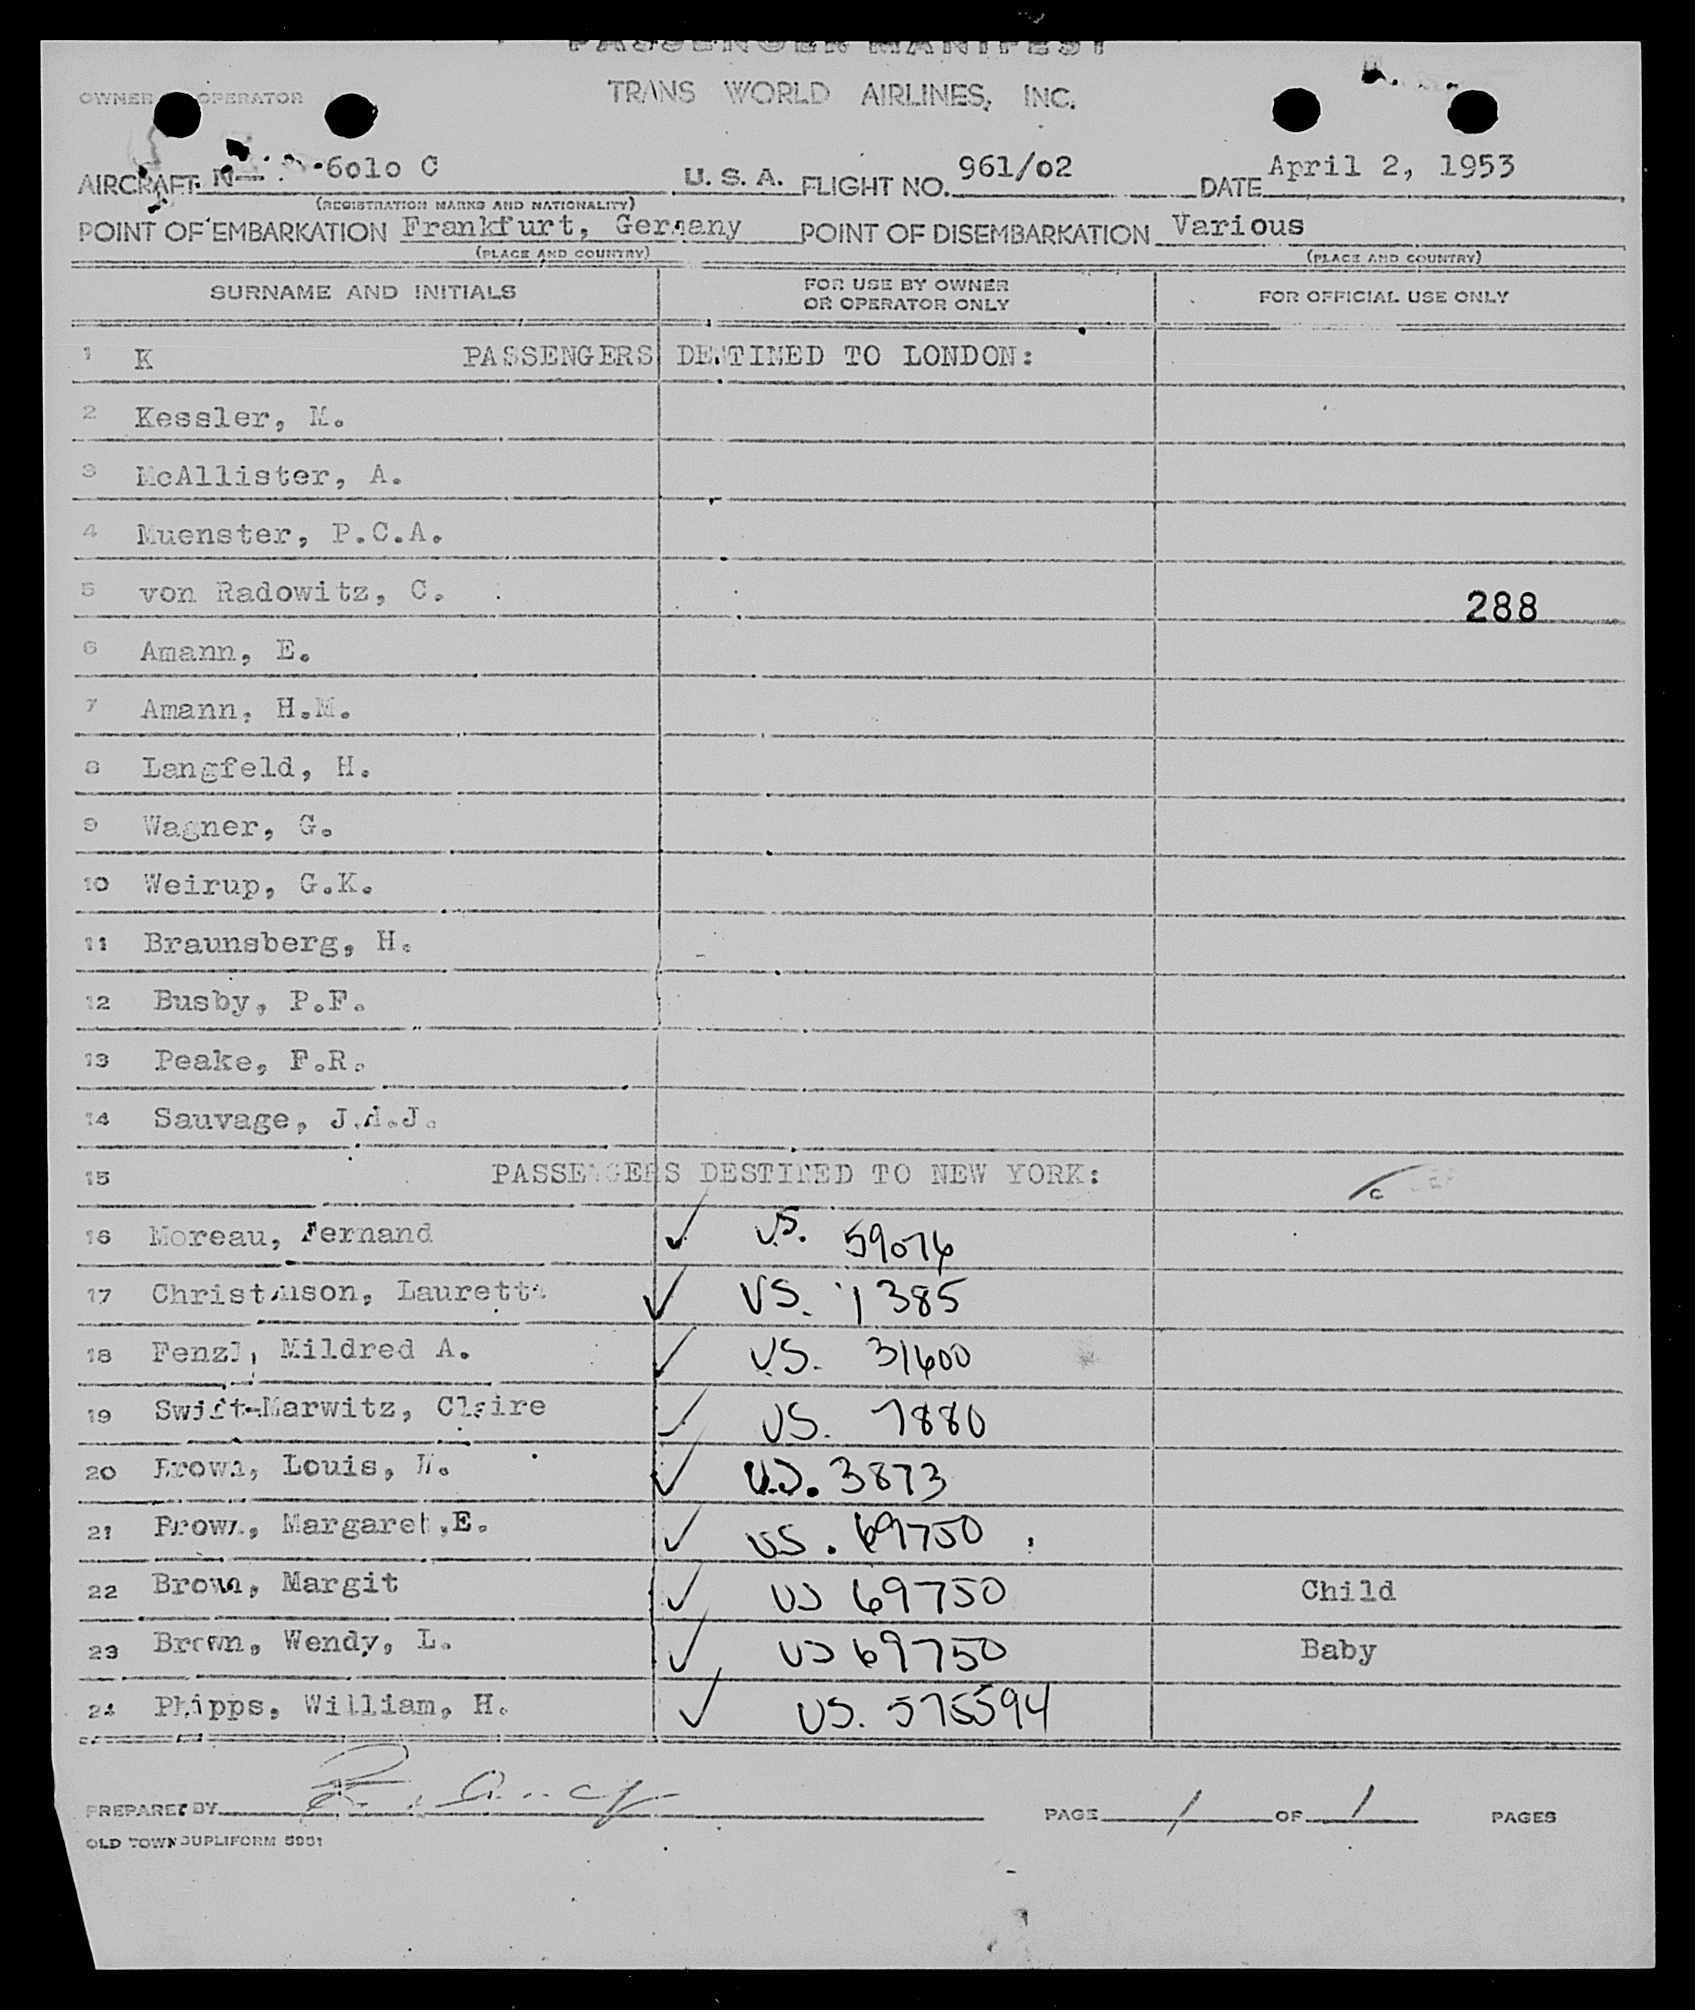 PASSENGER MANIFEST
OWNER OPERATOR
TRANS WORLD AIRLINES, INC.
AIRCRAFT N- -6010 C U. S. A. FLIGHT NO. 961/02 DATE April 2, 1953
(REGISTRATION MARKS AND NATIONALITY)
POINT OF EMBARKATION Frankfurt, Germany POINT OF DISEMBARKATION Various
(PLACE AND COUNTRY) (PLACE AND COUNTRY)
SURNAME AND INITIALS FOR USE BY OWNER OR OPERATOR ONLY FOR OFFICIAL USE ONLY
1 K PASSENGERS DESTINED TO LONDON:
2 Kessler, M.
3 McAllister, A.
4 Muenster, P.C.A.
5 von Radowitz, C. 288
6 Amann, E.
7 Amann, H.M.
8 Langfeld, H.
9 Wagner, G.
10 Weirup, G.K.
11 Braunsberg, H.
12 Busby, P.F.
13 Peake, F.R.
14 Sauvage, J.A.J.
15 PASSENGERS DESTINED TO NEW YORK:
16 Moreau, Fernand ✓ US. 59076
17 Christenson, Lauretta ✓ US. 1385
18 Fenzl, Mildred A. ✓ US. 31600
19 Swift-Marwitz, Claire ✓ US. 7880
20 Brown, Louis, W. ✓ U.S. 3873
21 Brown, Margaret,E. ✓ US. 69750
22 Brown, Margit ✓ US 69750 Child
23 Brown, Wendy, L. ✓ US 69750 Baby
24 Phipps, William, H. ✓ US. 575594
PREPARED BY PAGE 1 OF 1 PAGES
OLD TOWN DUPLIFORM 5951